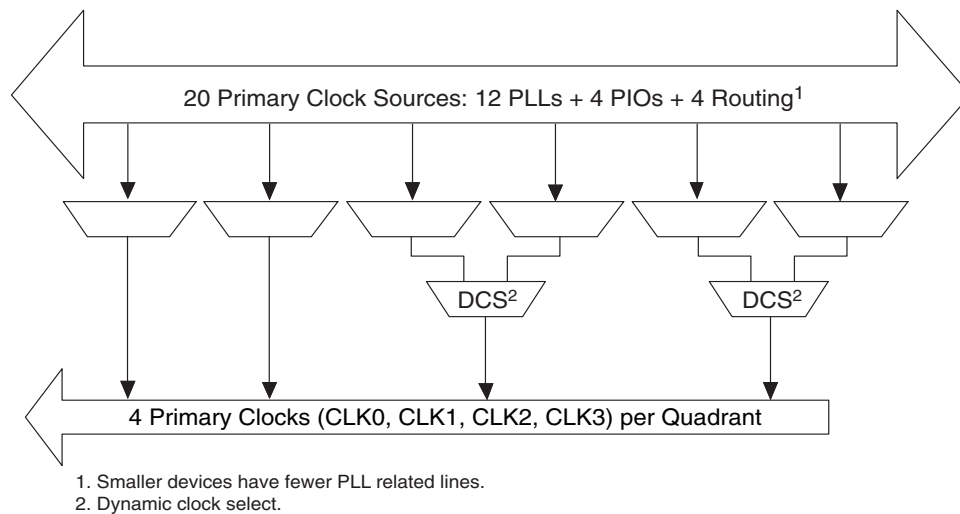 20 Primary Clock Sources: 12 PLLs + 4 PIOs + 4 Routing¹
DCS² DCS²
4 Primary Clocks (CLK0, CLK1, CLK2, CLK3) per Quadrant
1. Smaller devices have fewer PLL related lines.
2. Dynamic clock select.